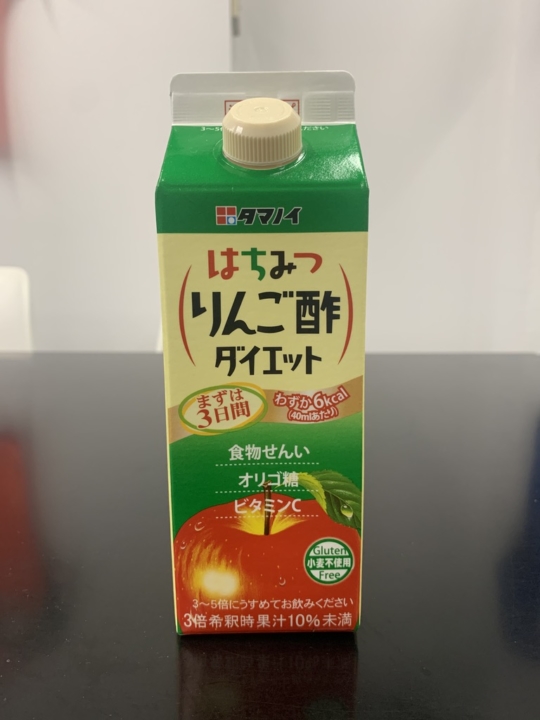 タマノイ
はちみつ
りんご酢
ダイエット
まずは
3日間
わずか6kcal
(40mlあたり)
食物せんい
オリゴ糖
ビタミンC
Gluten
小麦不使用
Free
3〜5倍にうすめてお飲みください
3倍希釈時果汁10%未満